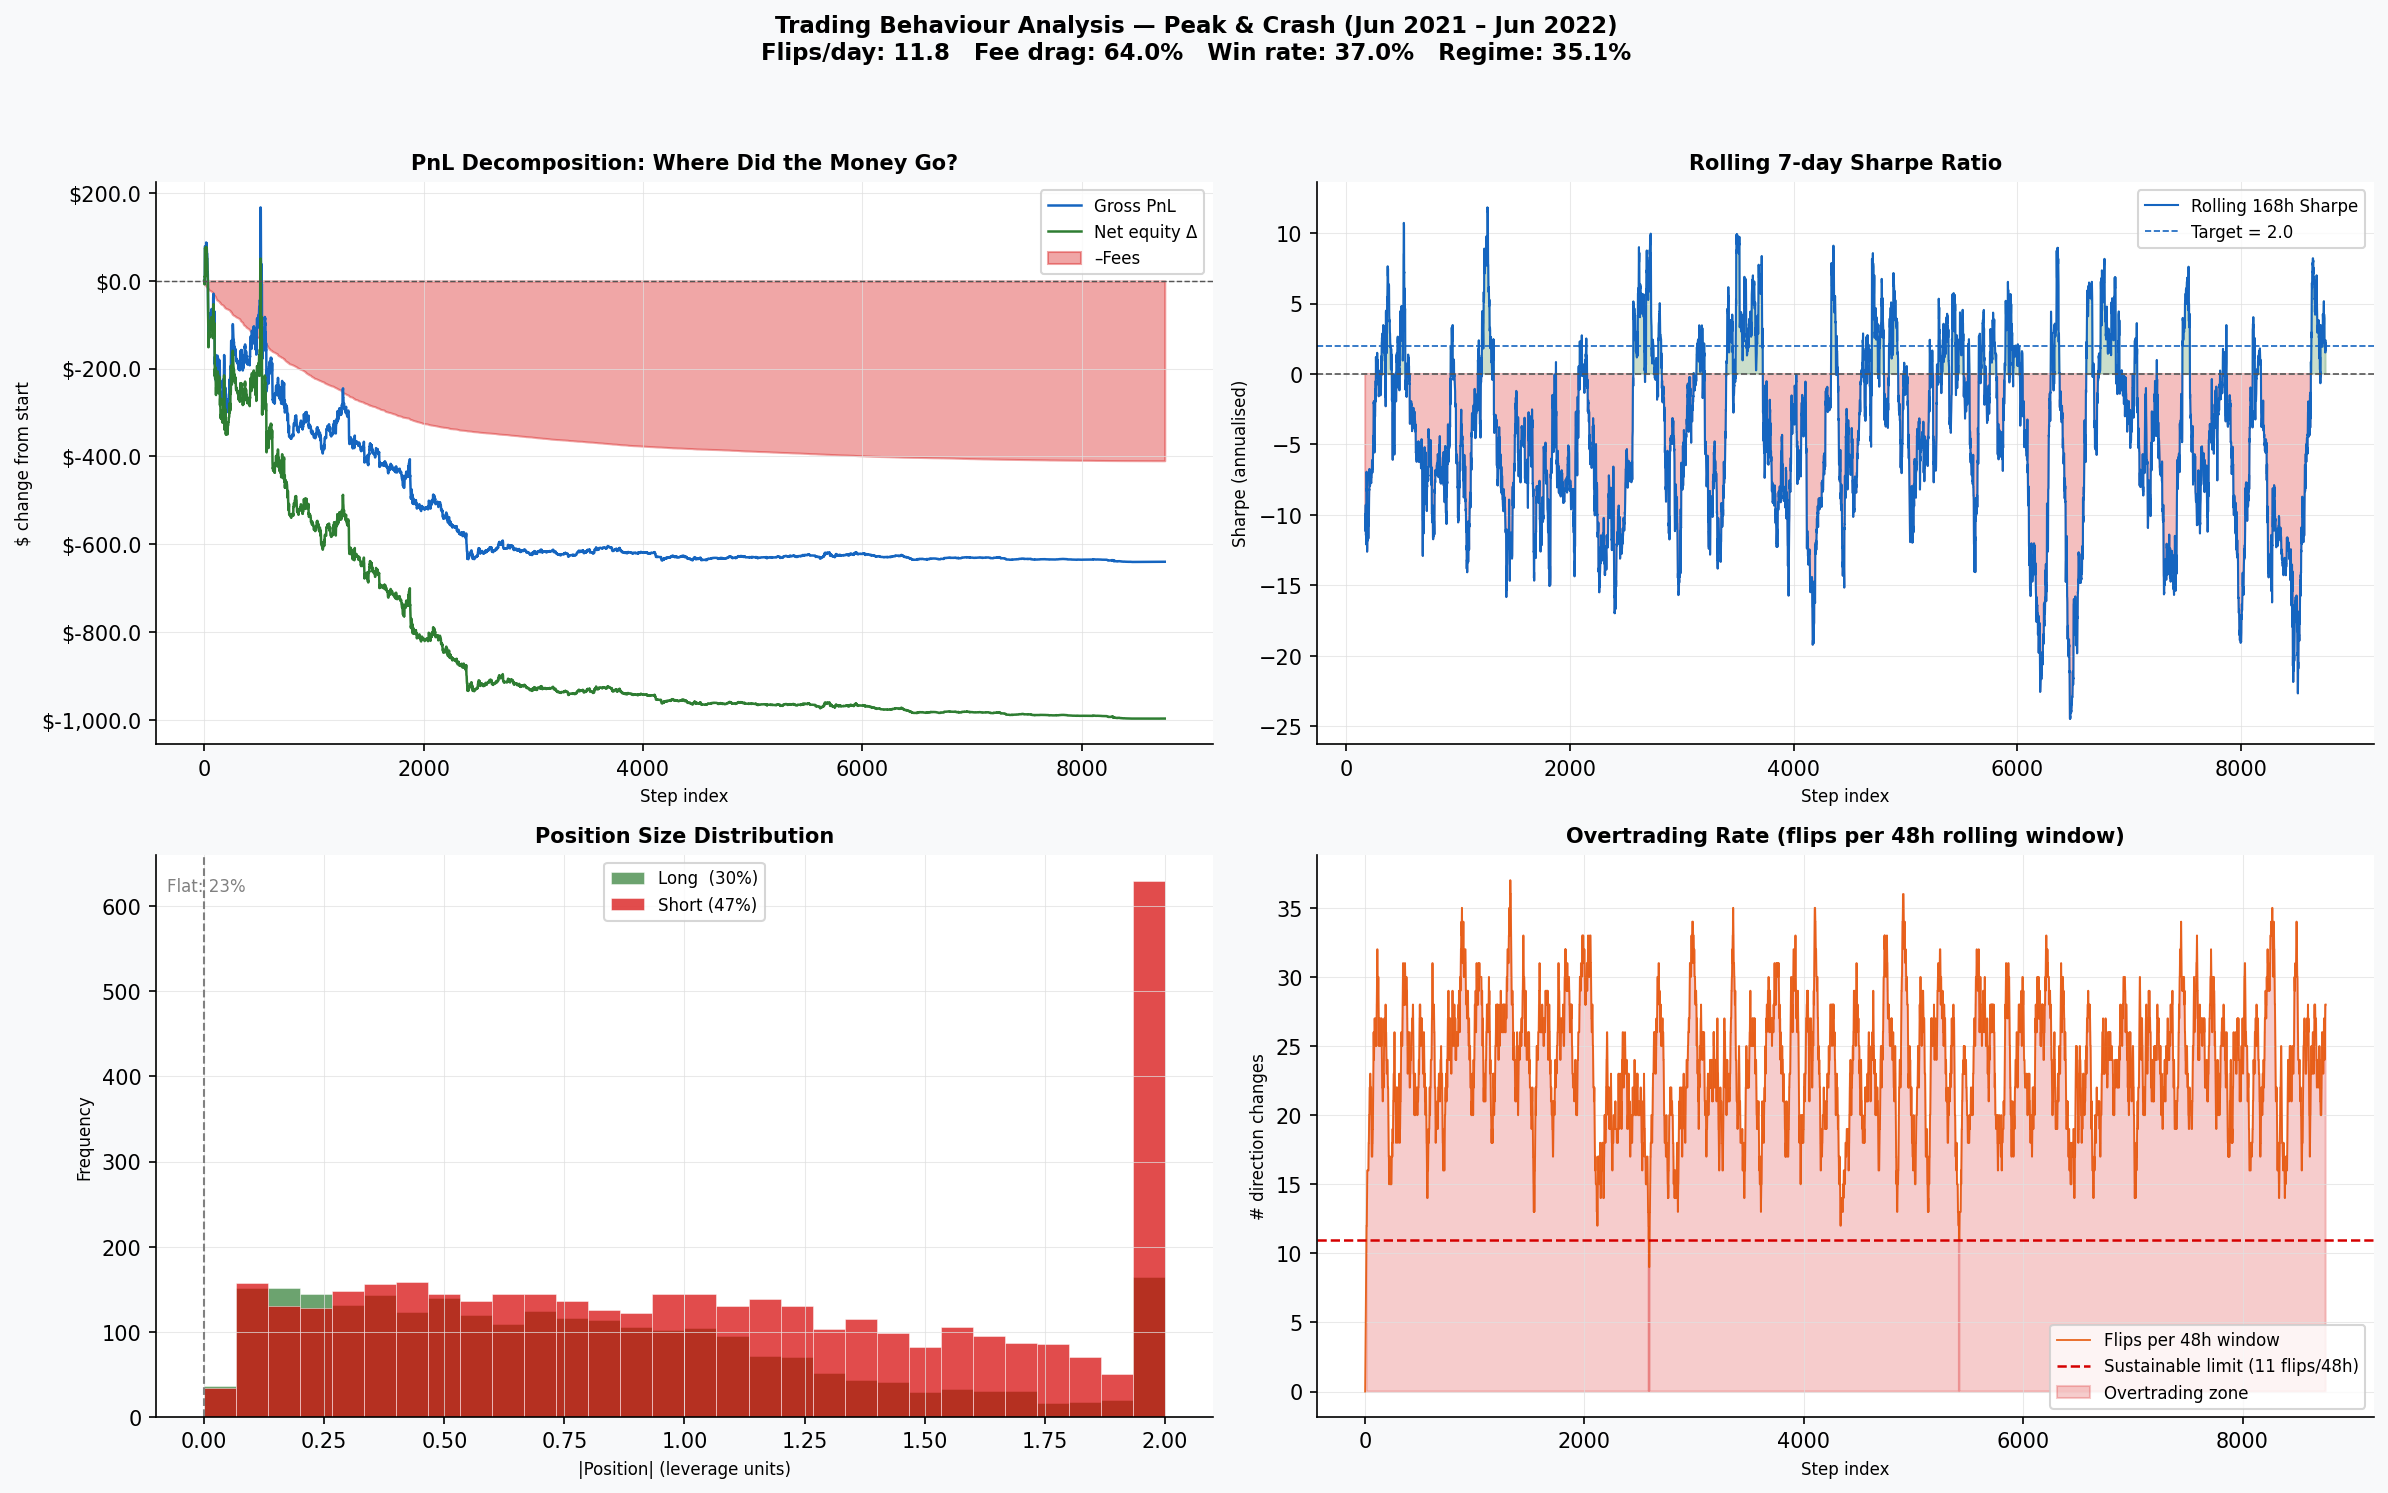 Trading Behaviour Analysis — Peak & Crash (Jun 2021 – Jun 2022)
Flips/day: 11.8   Fee drag: 64.0%   Win rate: 37.0%   Regime: 35.1%
PnL Decomposition: Where Did the Money Go?
$ change from start
$200.0
$0.0
$-200.0
$-400.0
$-600.0
$-800.0
$-1,000.0
Gross PnL
Net equity Δ
–Fees
0
2000
4000
6000
8000
Step index
Rolling 7-day Sharpe Ratio
Sharpe (annualised)
10
5
0
−5
−10
−15
−20
−25
Rolling 168h Sharpe
Target = 2.0
0
2000
4000
6000
8000
Step index
Position Size Distribution
Frequency
600
500
400
300
200
100
0
Flat: 23%
Long  (30%)
Short (47%)
0.00
0.25
0.50
0.75
1.00
1.25
1.50
1.75
2.00
|Position| (leverage units)
Overtrading Rate (flips per 48h rolling window)
# direction changes
35
30
25
20
15
10
5
0
Flips per 48h window
Sustainable limit (11 flips/48h)
Overtrading zone
0
2000
4000
6000
8000
Step index